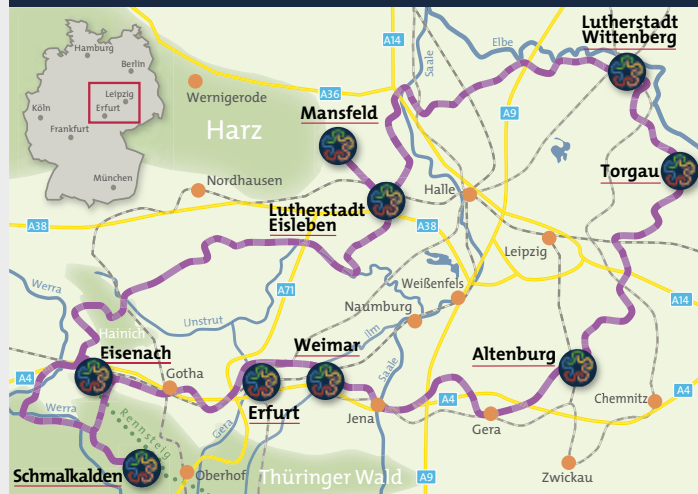 Hamburg
Berlin
Leipzig
Köln
Erfurt
Frankfurt
München
Wernigerode
Harz
A36
A14
Saale
Elbe
Lutherstadt
Wittenberg
A9
Mansfeld
Nordhausen
Halle
Torgau
Lutherstadt
Eisleben
A38
A38
Leipzig
Werra
A71
Weißenfels
Naumburg
A14
Unstrut
Hainich
Ilm
Eisenach
Weimar
Saale
Altenburg
A4
Gotha
Erfurt
Jena
A4
Gera
Chemnitz
A4
Werra
Rennsteig
Gera
Schmalkalden
Oberhof
Thüringer Wald
A9
Zwickau